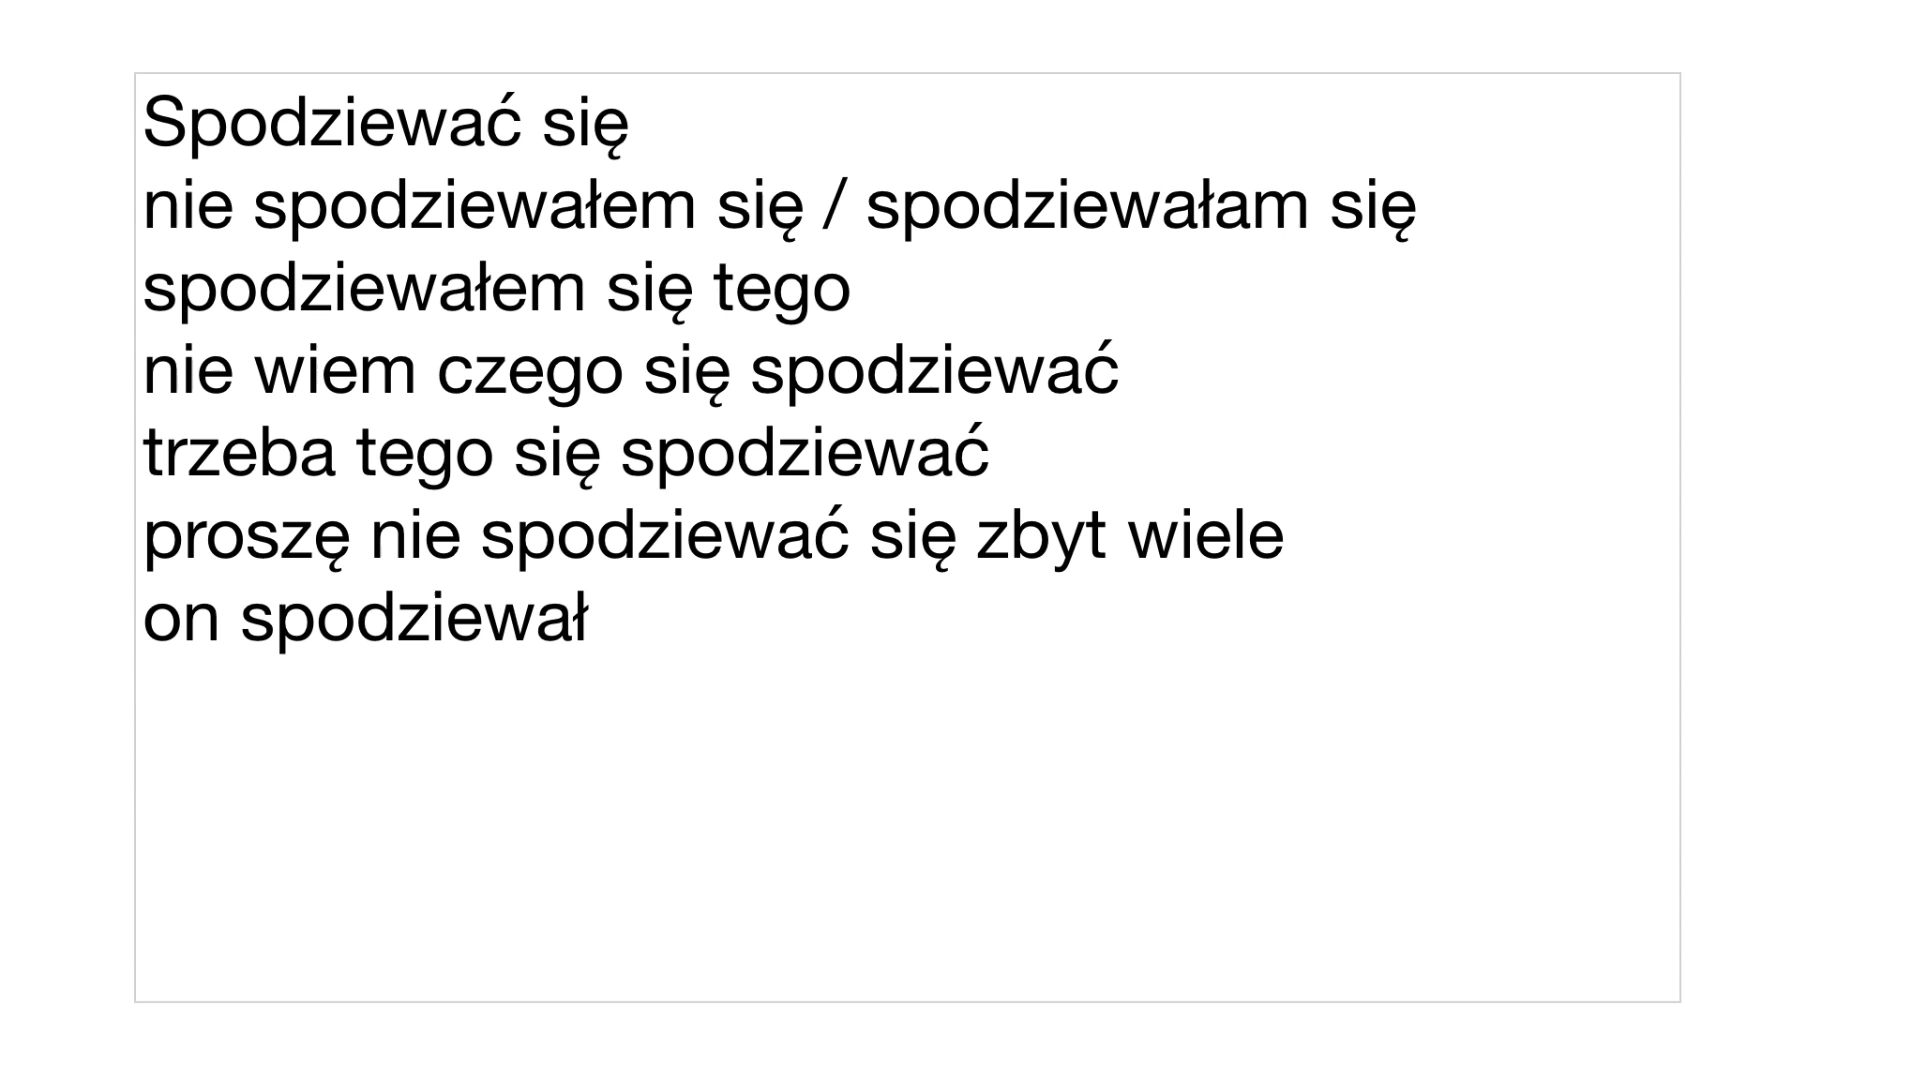 Spodziewać się
nie spodziewałem się / spodziewałam się
spodziewałem się tego
nie wiem czego się spodziewać
trzeba tego się spodziewać
proszę nie spodziewać się zbyt wiele
on spodziewał